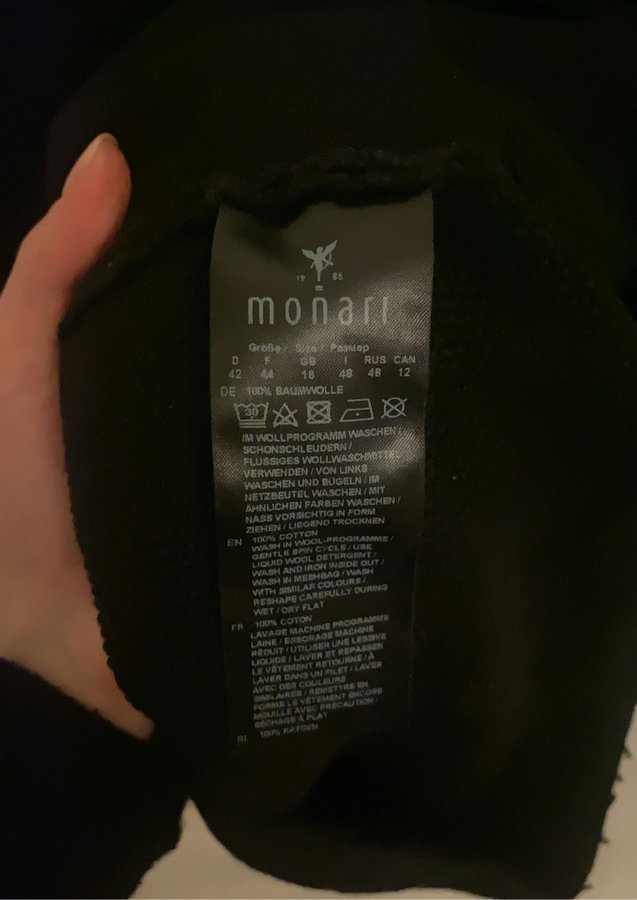 19 86
monari
Größe / Size / Размер
D F GB I RUS CAN
42 44 18 48 48 12
DE 100% BAUMWOLLE
30
IM WOLLPROGRAMM WASCHEN /
SCHONSCHLEUDERN /
FLÜSSIGES WOLLWASCHMITTEL
VERWENDEN / VON LINKS
WASCHEN UND BÜGELN / IM
NETZBEUTEL WASCHEN / MIT
ÄHNLICHEN FARBEN WASCHEN /
NASS VORSICHTIG IN FORM
ZIEHEN / LIEGEND TROCKNEN
EN 100% COTTON
WASH IN WOOL-PROGRAMME /
GENTLE SPIN CYCLE / USE
LIQUID WOOL DETERGENT /
WASH AND IRON INSIDE OUT /
WASH IN MESHBAG / WASH
WITH SIMILAR COLOURS /
RESHAPE CAREFULLY DURING
WET / DRY FLAT
FR 100% COTON
LAVAGE MACHINE PROGRAMME
LAINE / ESSORAGE MACHINE
RÉDUIT / UTILISER UNE LESSIVE
LIQUIDE / LAVER ET REPASSER
LE VÊTEMENT RETOURNÉ / À
LAVER DANS UN FILET / LAVER
AVEC DES COULEURS
SIMILAIRES / REMETTRE EN
FORME LE VÊTEMENT ENCORE
MOUILLÉ AVEC PRÉCAUTION /
SÉCHAGE À PLAT
NL 100% KATOEN